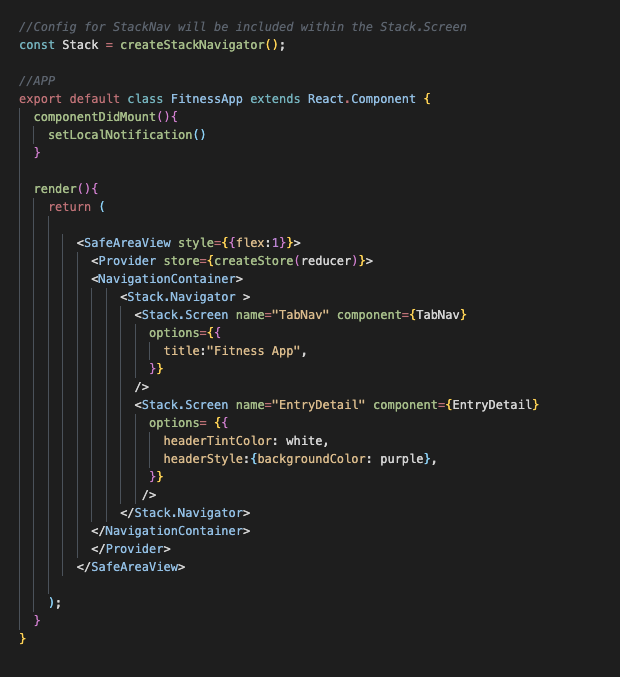 //Config for StackNav will be included within the Stack.Screen
const Stack = createStackNavigator();
//APP
export default class FitnessApp extends React.Component {
componentDidMount(){
setLocalNotification()
}
render(){
return (
<SafeAreaView style={{flex:1}}>
<Provider store={createStore(reducer)}>
<NavigationContainer>
<Stack.Navigator >
<Stack.Screen name="TabNav" component={TabNav}
options={{
title:"Fitness App",
}}
/>
<Stack.Screen name="EntryDetail" component={EntryDetail}
options= {{
headerTintColor: white,
headerStyle:{backgroundColor: purple},
}}
/>
</Stack.Navigator>
</NavigationContainer>
</Provider>
</SafeAreaView>
);
}
}